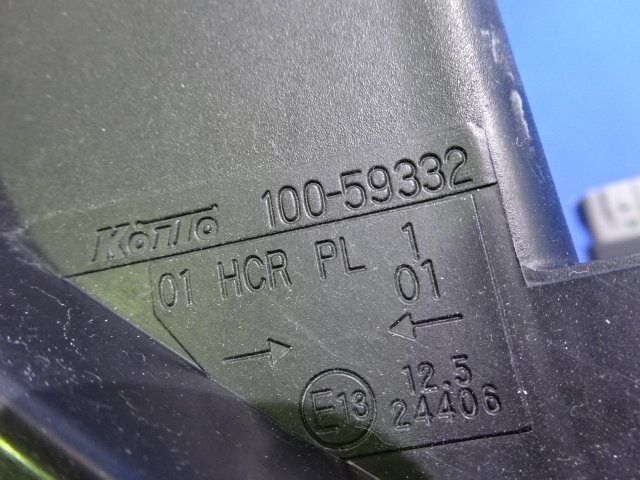 KOITO 100-59332
01 HCR PL 1
01
→ ←
E13 12.5
24406